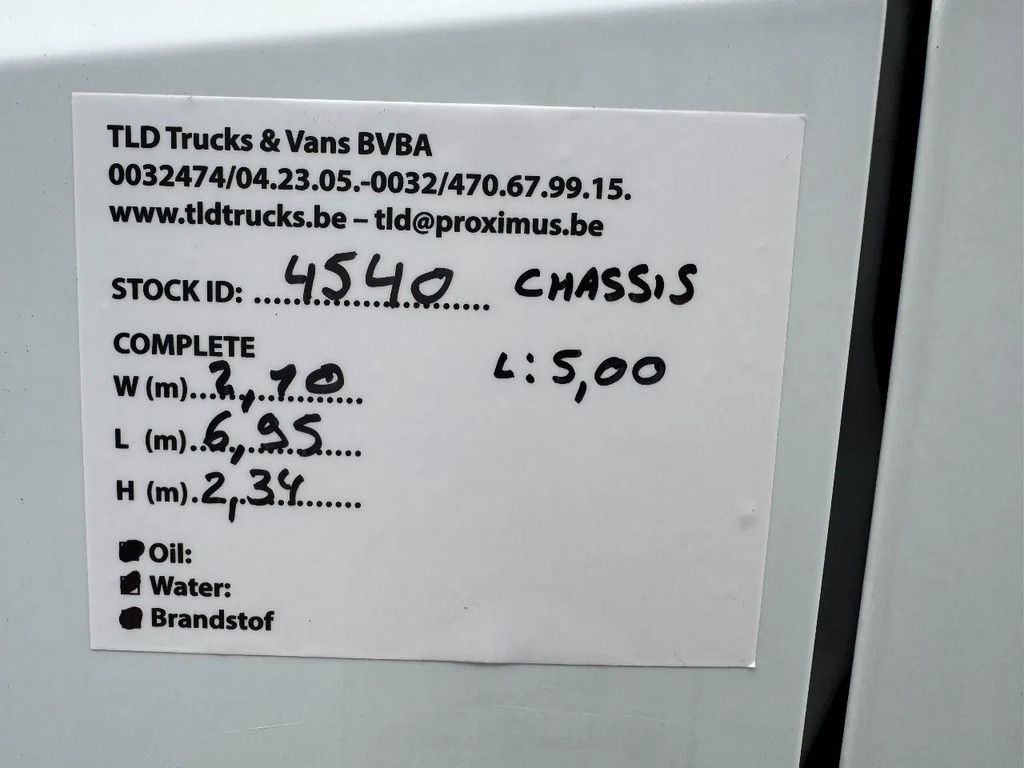 TLD Trucks & Vans BVBA
0032474/04.23.05.-0032/470.67.99.15.
www.tldtrucks.be – tld@proximus.be
STOCK ID: ....4540.... CHASSIS
COMPLETE
W (m)...2,10.... L: 5,00
L (m)..6,95.....
H (m).2,34.......
Oil:
Water:
Brandstof